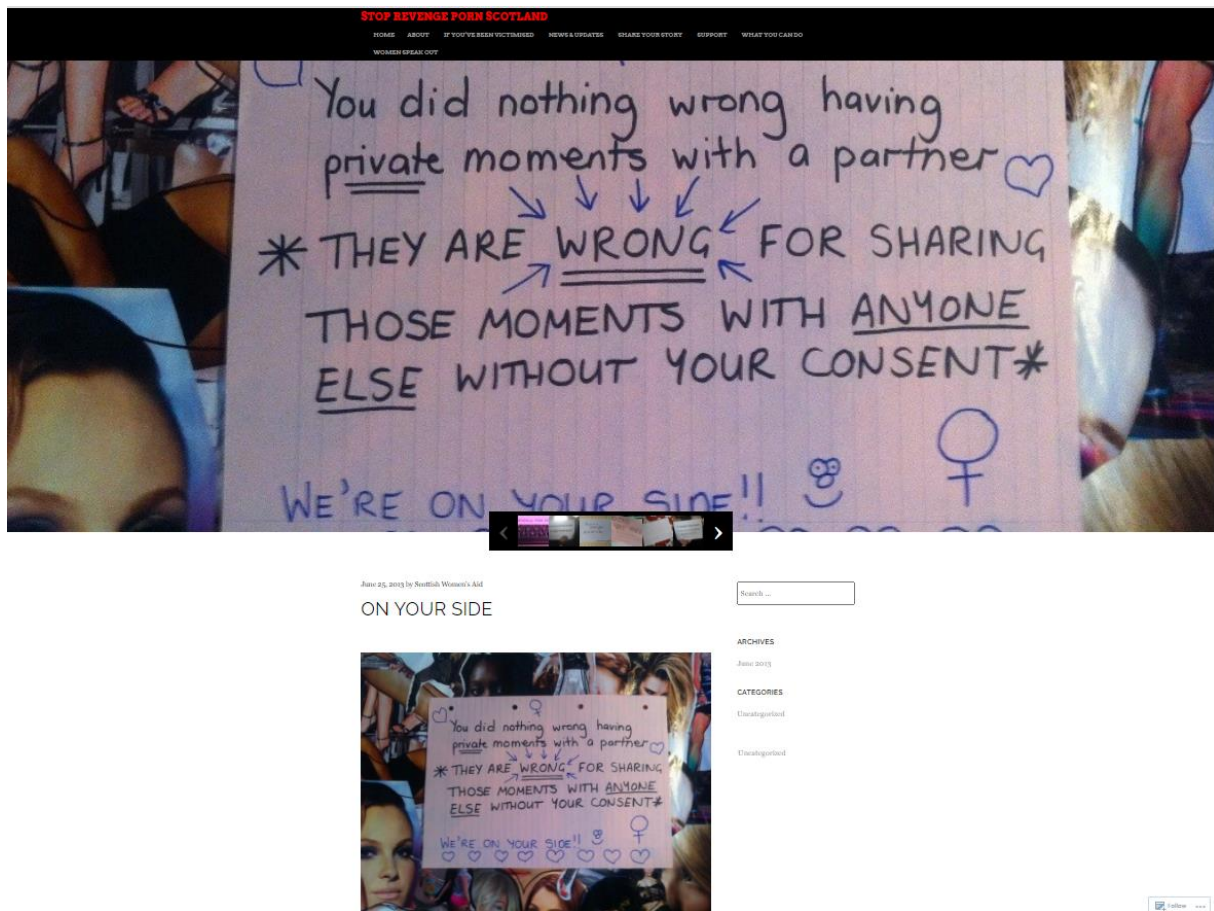 STOP REVENGE PORN SCOTLAND
HOME ABOUT IF YOU'VE BEEN VICTIMISED NEWS & UPDATES SHARE YOUR STORY SUPPORT WHAT YOU CAN DO
WOMEN SPEAK OUT
You did nothing wrong having
private moments with a partner
* THEY ARE WRONG FOR SHARING
THOSE MOMENTS WITH ANYONE
ELSE WITHOUT YOUR CONSENT*
WE'RE ON YOUR SIDE!!
June 25, 2013 by Scottish Women's Aid
ON YOUR SIDE
You did nothing wrong having
private moments with a partner
* THEY ARE WRONG FOR SHARING
THOSE MOMENTS WITH ANYONE
ELSE WITHOUT YOUR CONSENT*
WE'RE ON YOUR SIDE!!
Search ...
ARCHIVES
June 2013
CATEGORIES
Uncategorized
Uncategorized
Follow